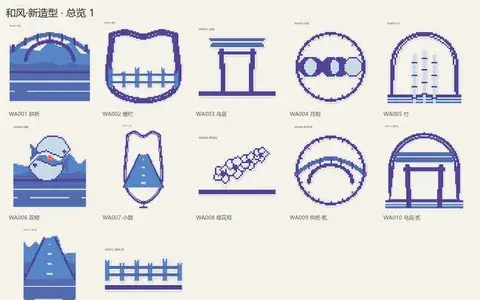 和风·新造型 · 总览 1
WA001 拱桥
WA002 栅栏
WA003 鸟居
WA004 月相
WA005 竹
WA006 双鲤
WA007 小路
WA008 樱花枝
WA009 拱桥·贰
WA010 鸟居·贰